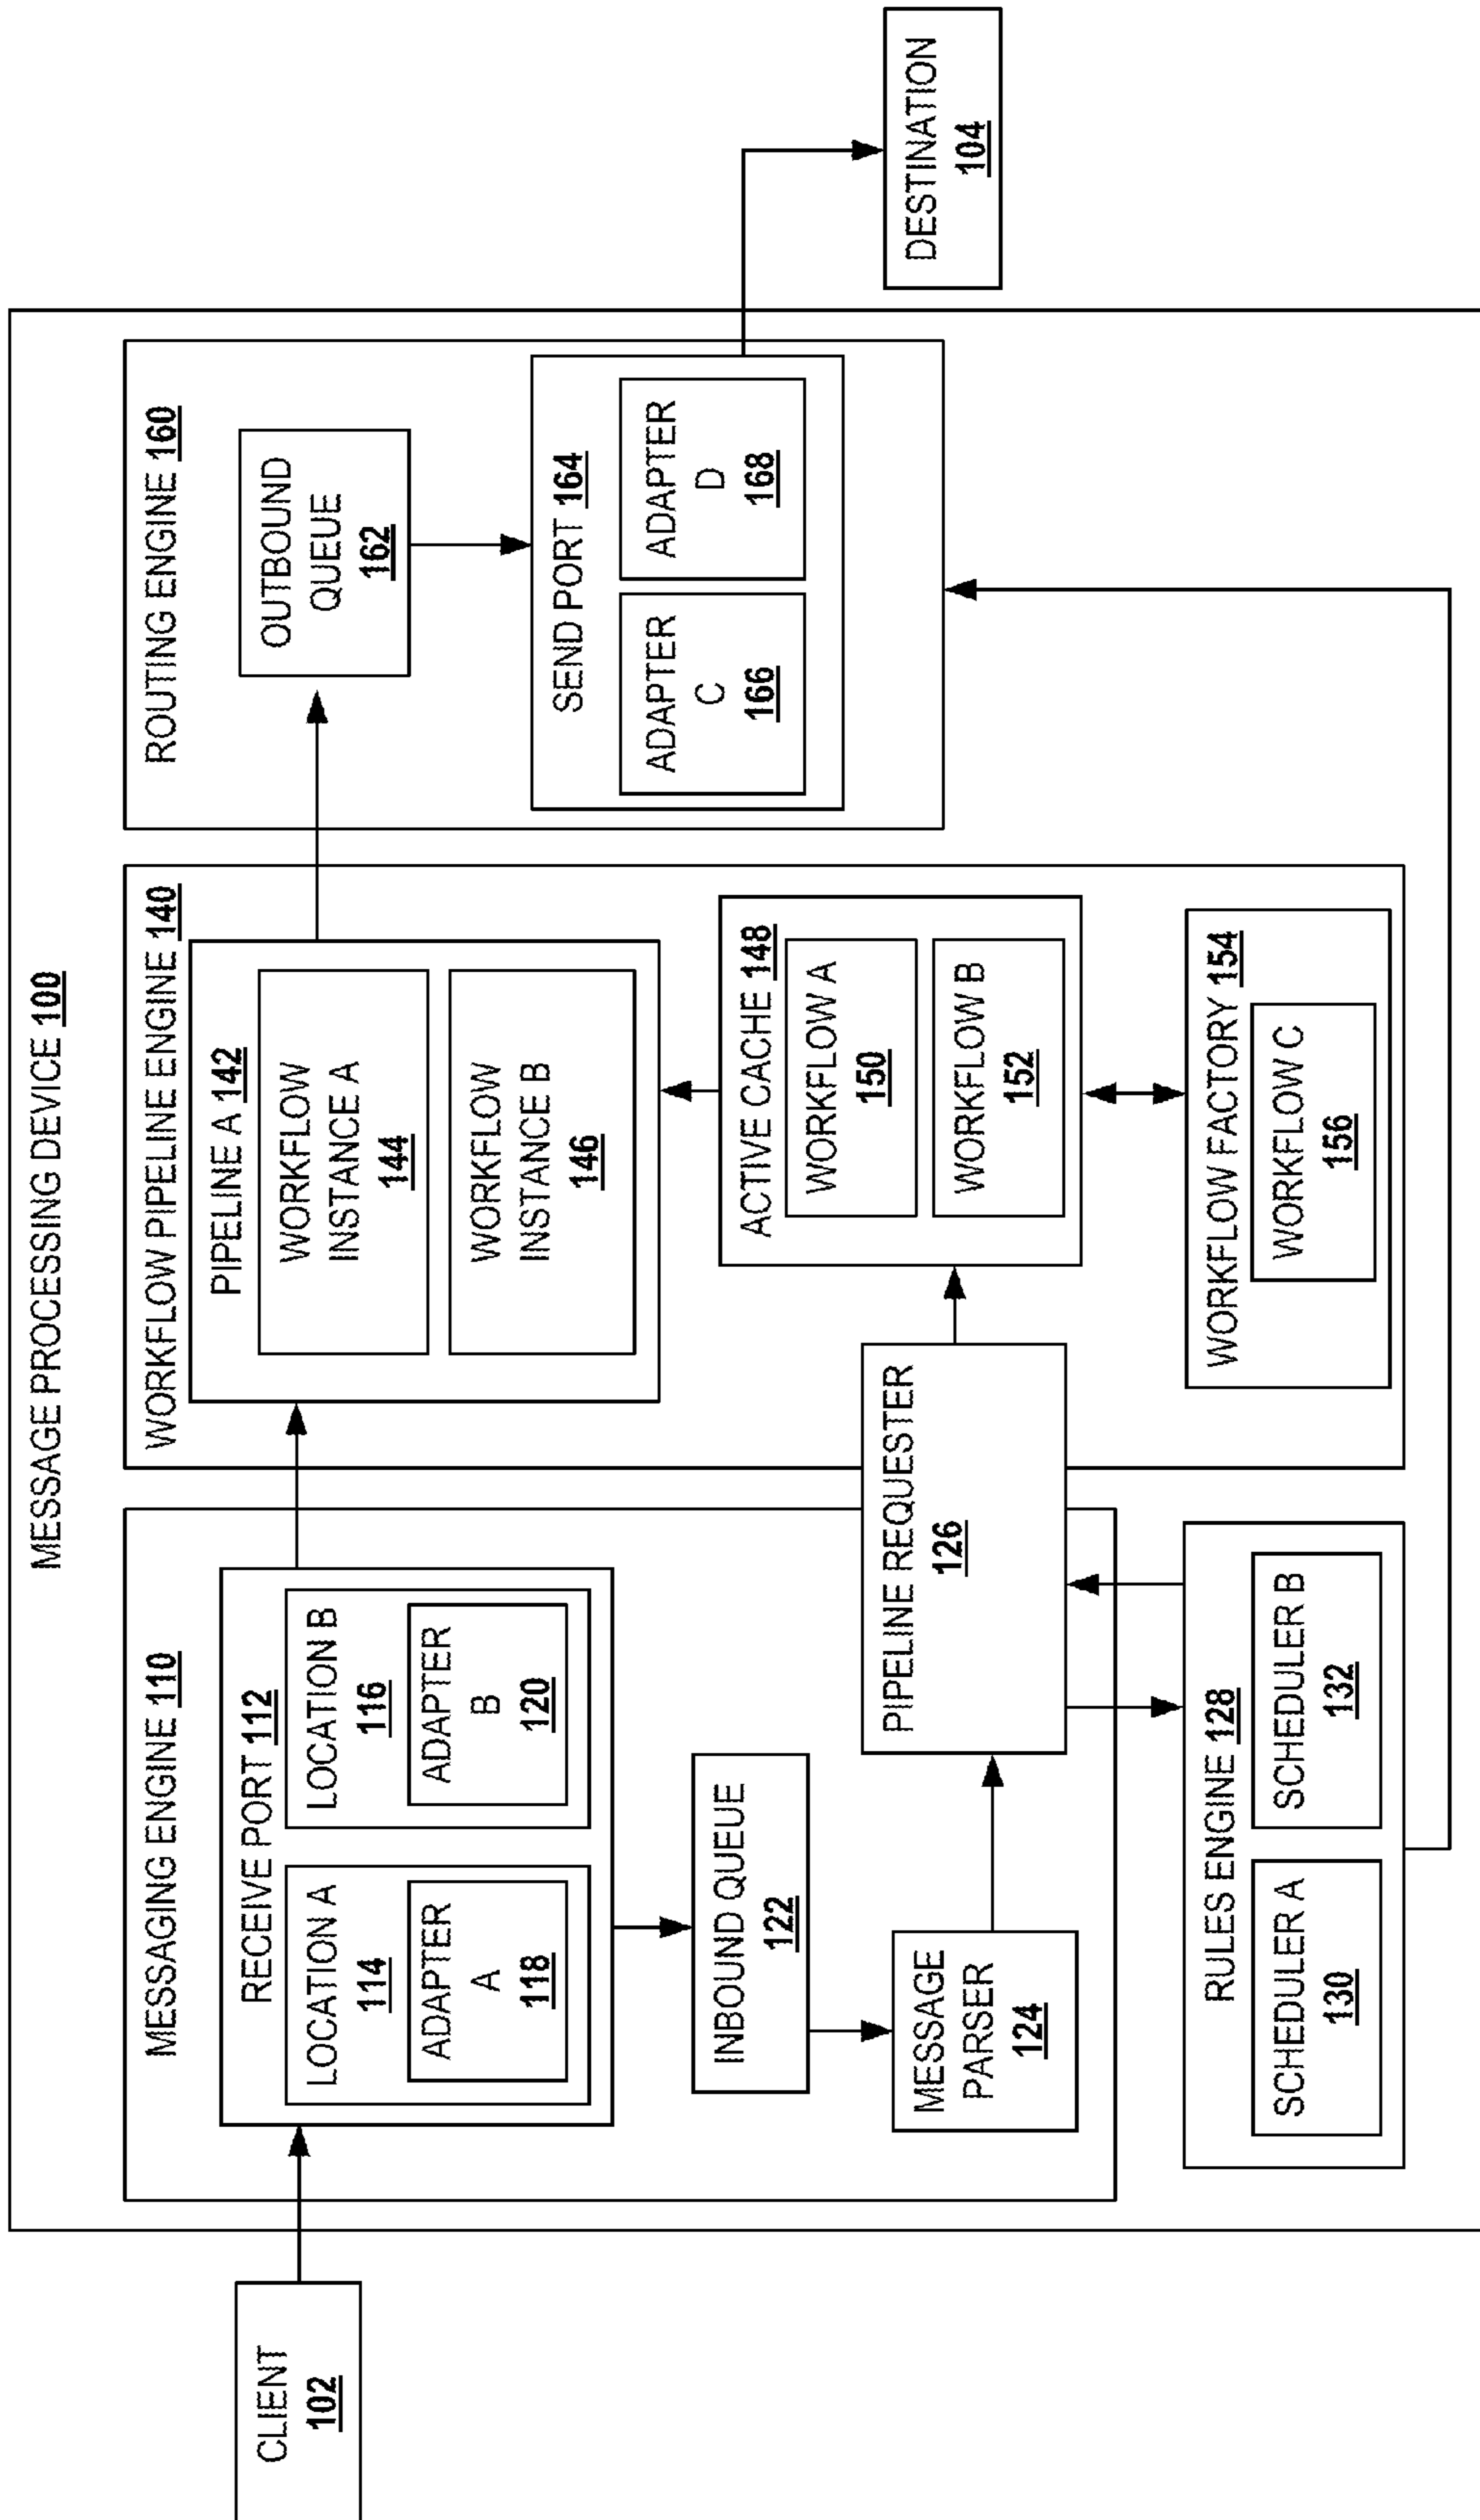 MESSAGE PROCESSING DEVICE 100
CLIENT
102
MESSAGING ENGINE 110
RECEIVE PORT 112
LOCATION A
114
ADAPTER
A
118
LOCATION B
116
ADAPTER
B
120
INBOUND QUEUE
122
MESSAGE
PARSER
124
PIPELINE REQUESTER
126
RULES ENGINE 128
SCHEDULER A
130
SCHEDULER B
132
WORKFLOW PIPELINE ENGINE 140
PIPELINE A 142
WORKFLOW
INSTANCE A
144
WORKFLOW
INSTANCE B
146
ACTIVE CACHE 148
WORKFLOW A
150
WORKFLOW B
152
WORKFLOW FACTORY 154
WORKFLOW C
156
ROUTING ENGINE 160
OUTBOUND
QUEUE
162
SEND PORT 164
ADAPTER
C
166
ADAPTER
D
168
DESTINATION
104